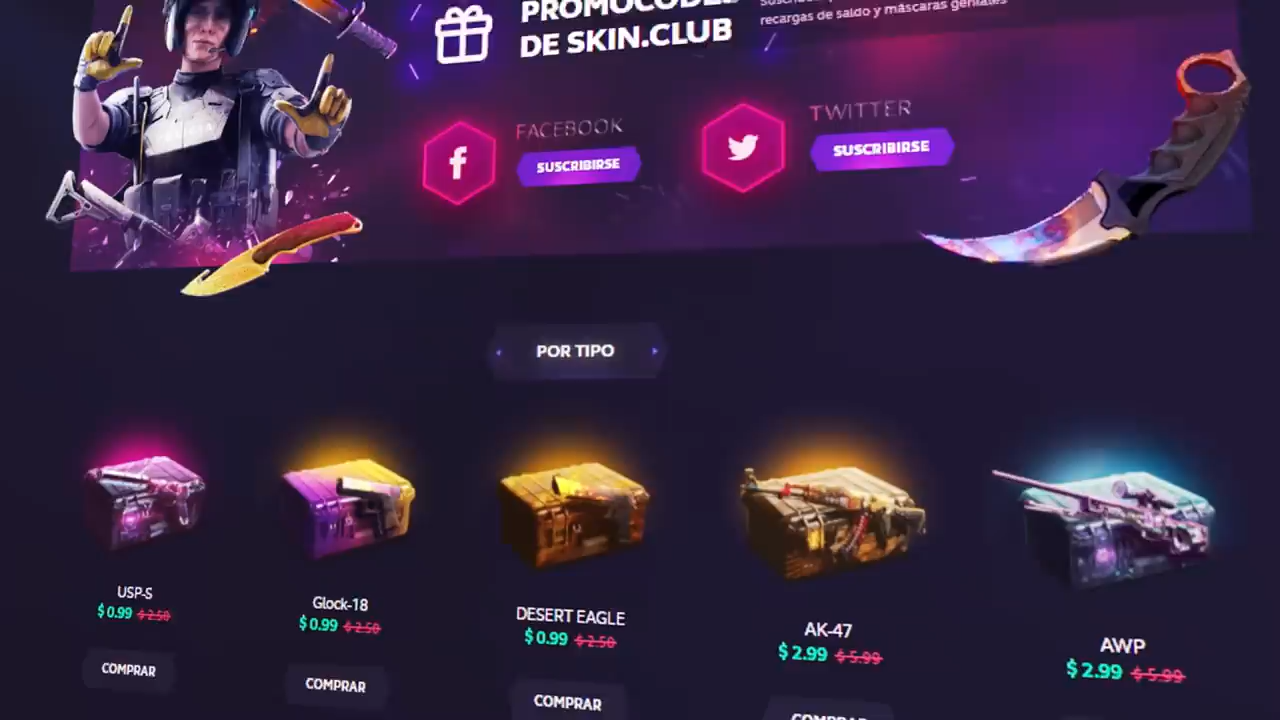 PROMOCODES
DE SKIN.CLUB
recargas de saldo y máscaras geniales
FACEBOOK
SUSCRIBIRSE
TWITTER
SUSCRIBIRSE
POR TIPO
USP-S
$ 0.99 $ 2.50
COMPRAR
Glock-18
$ 0.99 $ 2.50
COMPRAR
DESERT EAGLE
$ 0.99 $ 2.50
COMPRAR
AK-47
$ 2.99 $ 5.99
COMPRAR
AWP
$ 2.99 $ 5.99